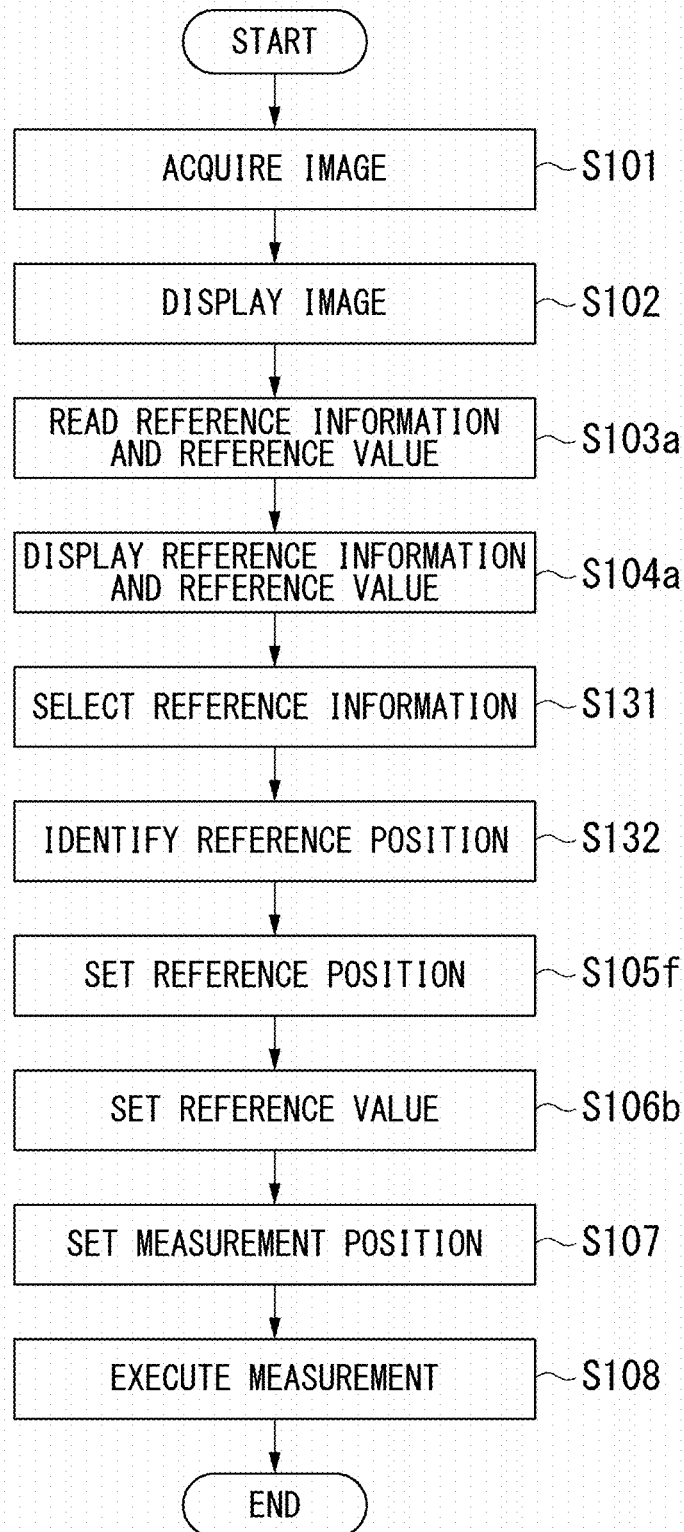 START
ACQUIRE IMAGE
S101
DISPLAY IMAGE
S102
READ REFERENCE INFORMATION
AND REFERENCE VALUE
S103a
DISPLAY REFERENCE INFORMATION
AND REFERENCE VALUE
S104a
SELECT REFERENCE INFORMATION
S131
IDENTIFY REFERENCE POSITION
S132
SET REFERENCE POSITION
S105f
SET REFERENCE VALUE
S106b
SET MEASUREMENT POSITION
S107
EXECUTE MEASUREMENT
S108
END